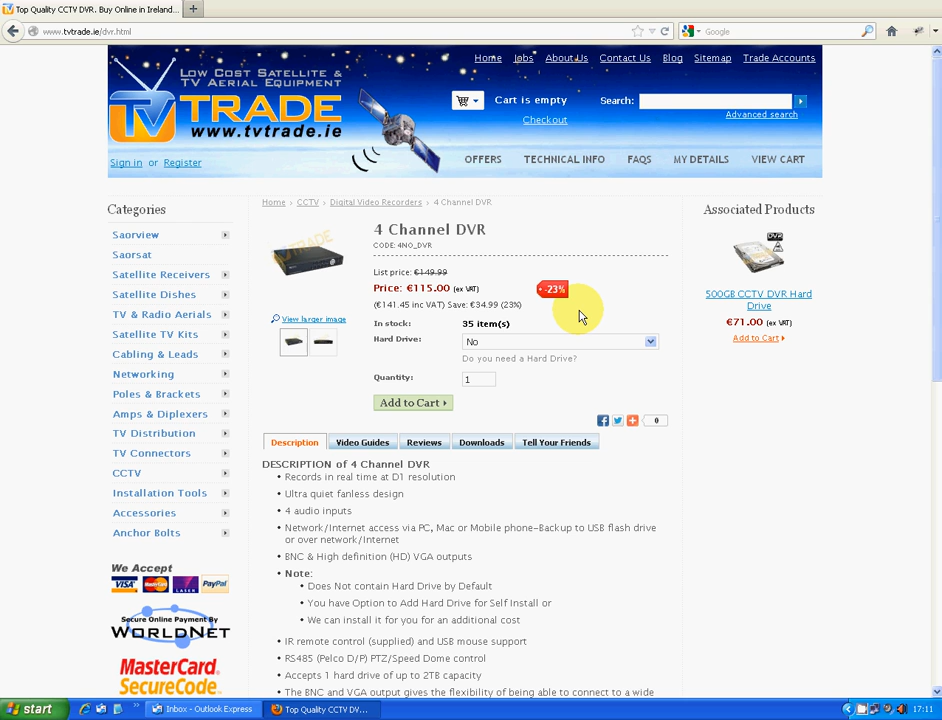 Top Quality CCTV DVR. Buy Online in Ireland...
www.tvtrade.ie/dvr.html
Google
Home Jobs About Us Contact Us Blog Sitemap Trade Accounts
LOW COST SATELLITE &
TV AERIAL EQUIPMENT
TV TRADE
www.tvtrade.ie
Cart is empty
Search:
Checkout
Advanced search
Sign in or Register
OFFERS TECHNICAL INFO FAQS MY DETAILS VIEW CART
Categories
Saorview
Saorsat
Satellite Receivers
Satellite Dishes
TV & Radio Aerials
Satellite TV Kits
Cabling & Leads
Networking
Poles & Brackets
Amps & Diplexers
TV Distribution
TV Connectors
CCTV
Installation Tools
Accessories
Anchor Bolts
We Accept
VISA MasterCard LASER PayPal
Secure Online Payment By
WORLDNET
MasterCard.
SecureCode.
Home › CCTV › Digital Video Recorders › 4 Channel DVR
4 Channel DVR
CODE: 4NO_DVR
List price: €149.99
Price: €115.00 (ex VAT)
-23%
(€141.45 inc VAT) Save: €34.99 (23%)
In stock: 35 item(s)
View larger image
Hard Drive: No
Do you need a Hard Drive?
Quantity: 1
Add to Cart
0
Description Video Guides Reviews Downloads Tell Your Friends
DESCRIPTION of 4 Channel DVR
• Records in real time at D1 resolution
• Ultra quiet fanless design
• 4 audio inputs
• Network/Internet access via PC, Mac or Mobile phone–Backup to USB flash drive
or over network/Internet
• BNC & High definition (HD) VGA outputs
• Note:
• Does Not contain Hard Drive by Default
• You have Option to Add Hard Drive for Self Install or
• We can install it for you for an additional cost
• IR remote control (supplied) and USB mouse support
• RS485 (Pelco D/P) PTZ/Speed Dome control
• Accepts 1 hard drive of up to 2TB capacity
• The BNC and VGA output gives the flexibility of being able to connect to a wide
Associated Products
DVR
500GB CCTV DVR Hard
Drive
€71.00 (ex VAT)
Add to Cart
start
Inbox - Outlook Express
Top Quality CCTV DV...
17:11